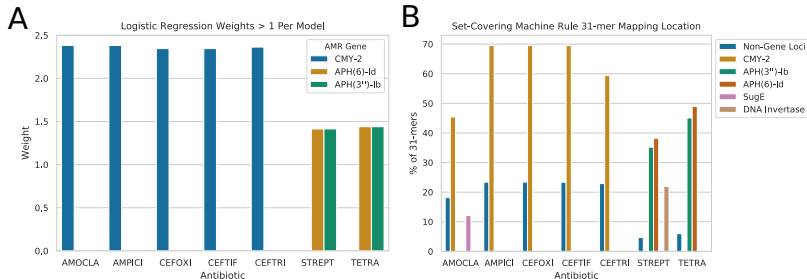 A
Logistic Regression Weights > 1 Per Model
Weight
2.5
2.0
1.5
1.0
0.5
0.0
AMR Gene
CMY-2
APH(6)-Id
APH(3'')-Ib
AMOCLA AMPICI CEFOXI CEFTIF CEFTRI STREPT TETRA
Antibiotic
B
Set-Covering Machine Rule 31-mer Mapping Location
% of 31-mers
70
60
50
40
30
20
10
0
AMOCLA AMPICI CEFOXI CEFTIF CEFTRI STREPT TETRA
Antibiotic
Non-Gene Loci
CMY-2
APH(3")-Ib
APH(6)-Id
SugE
DNA Invertase